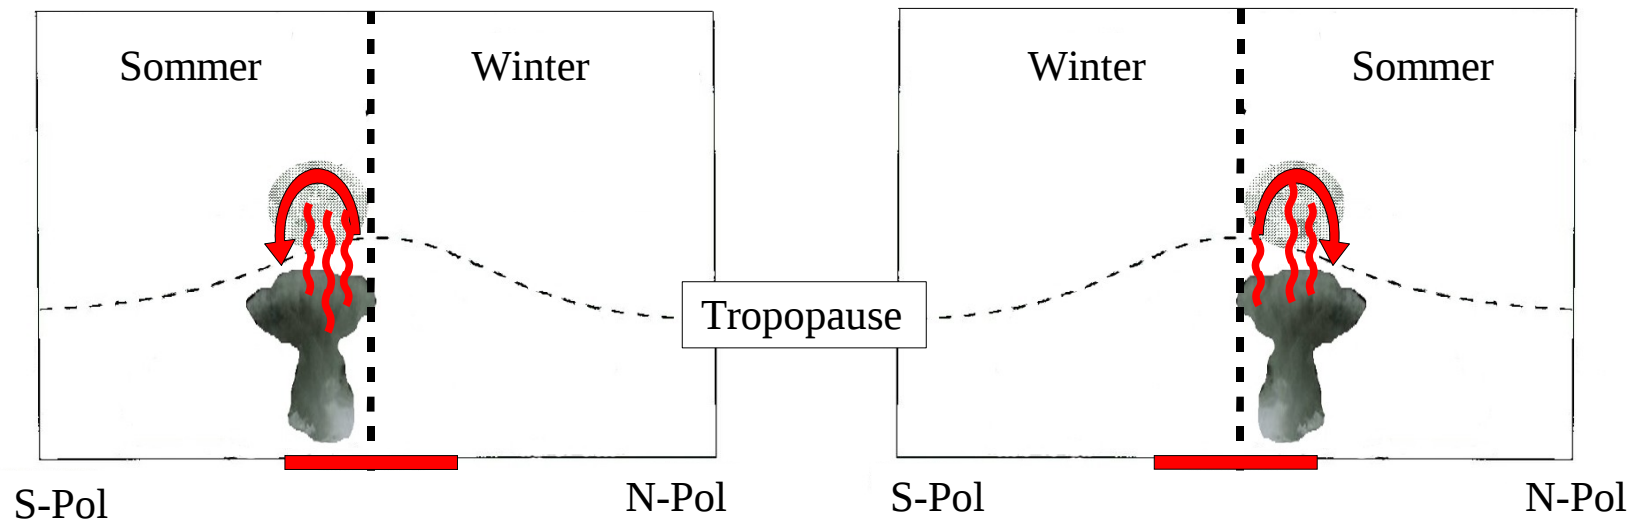 Sommer
Winter
Winter
Sommer
Tropopause
S-Pol
N-Pol
S-Pol
N-Pol